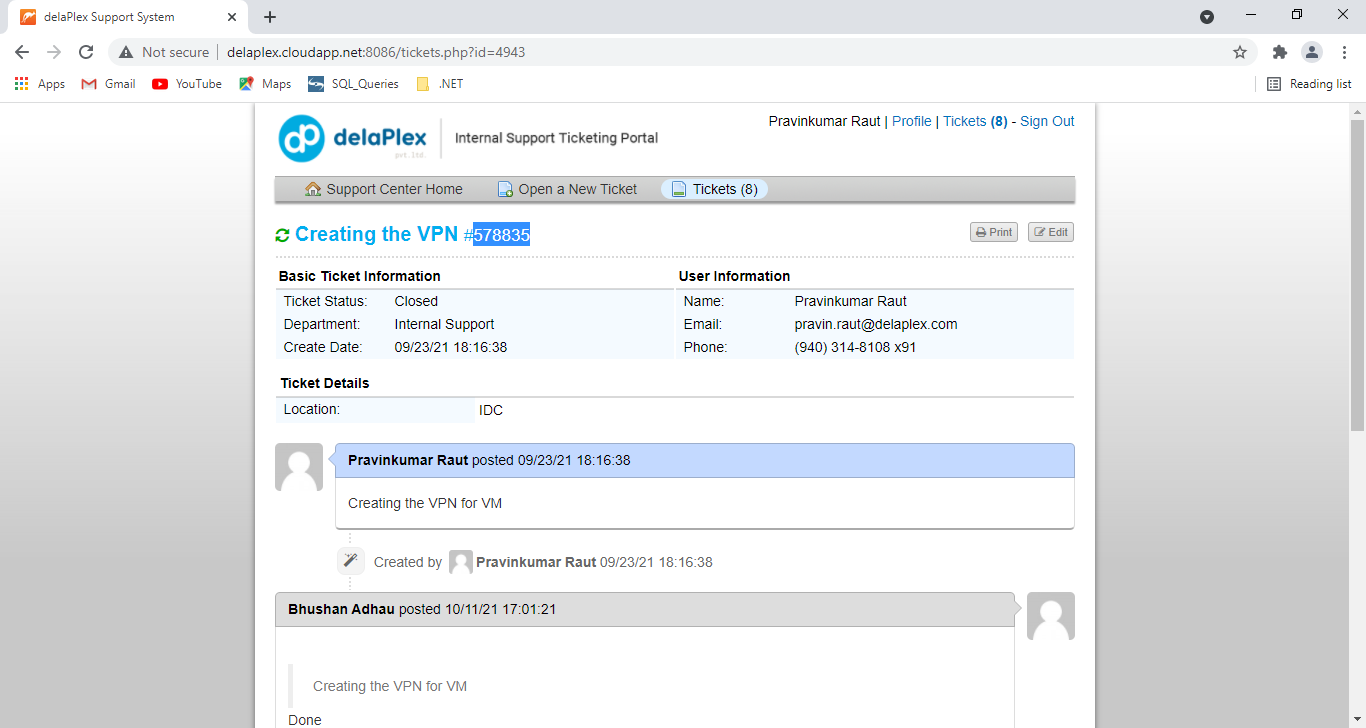 delaPlex Support System
Not secure delaplex.cloudapp.net:8086/tickets.php?id=4943
Apps Gmail YouTube Maps SQL_Queries .NET Reading list
dp delaPlex pvt. ltd. Internal Support Ticketing Portal
Pravinkumar Raut | Profile | Tickets (8) - Sign Out
Support Center Home Open a New Ticket Tickets (8)
Creating the VPN #578835 Print Edit
Basic Ticket Information User Information
Ticket Status: Closed Name: Pravinkumar Raut
Department: Internal Support Email: pravin.raut@delaplex.com
Create Date: 09/23/21 18:16:38 Phone: (940) 314-8108 x91
Ticket Details
Location: IDC
Pravinkumar Raut posted 09/23/21 18:16:38
Creating the VPN for VM
Created by Pravinkumar Raut 09/23/21 18:16:38
Bhushan Adhau posted 10/11/21 17:01:21
Creating the VPN for VM
Done